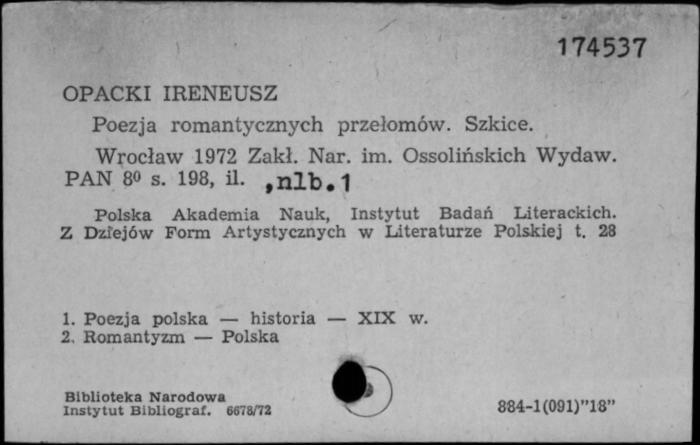 174537
OPACKI IRENEUSZ
Poezja romantycznych przełomów. Szkice.
Wrocław 1972 Zakł. Nar. im. Ossolińskich Wydaw.
PAN 8⁰ s. 198, il. ,nlb.1
Polska Akademia Nauk, Instytut Badań Literackich.
Z Dziejów Form Artystycznych w Literaturze Polskiej t. 28
1. Poezja polska — historia — XIX w.
2. Romantyzm — Polska
Biblioteka Narodowa
Instytut Bibliograf. 6678/72
884-1(091)"18"